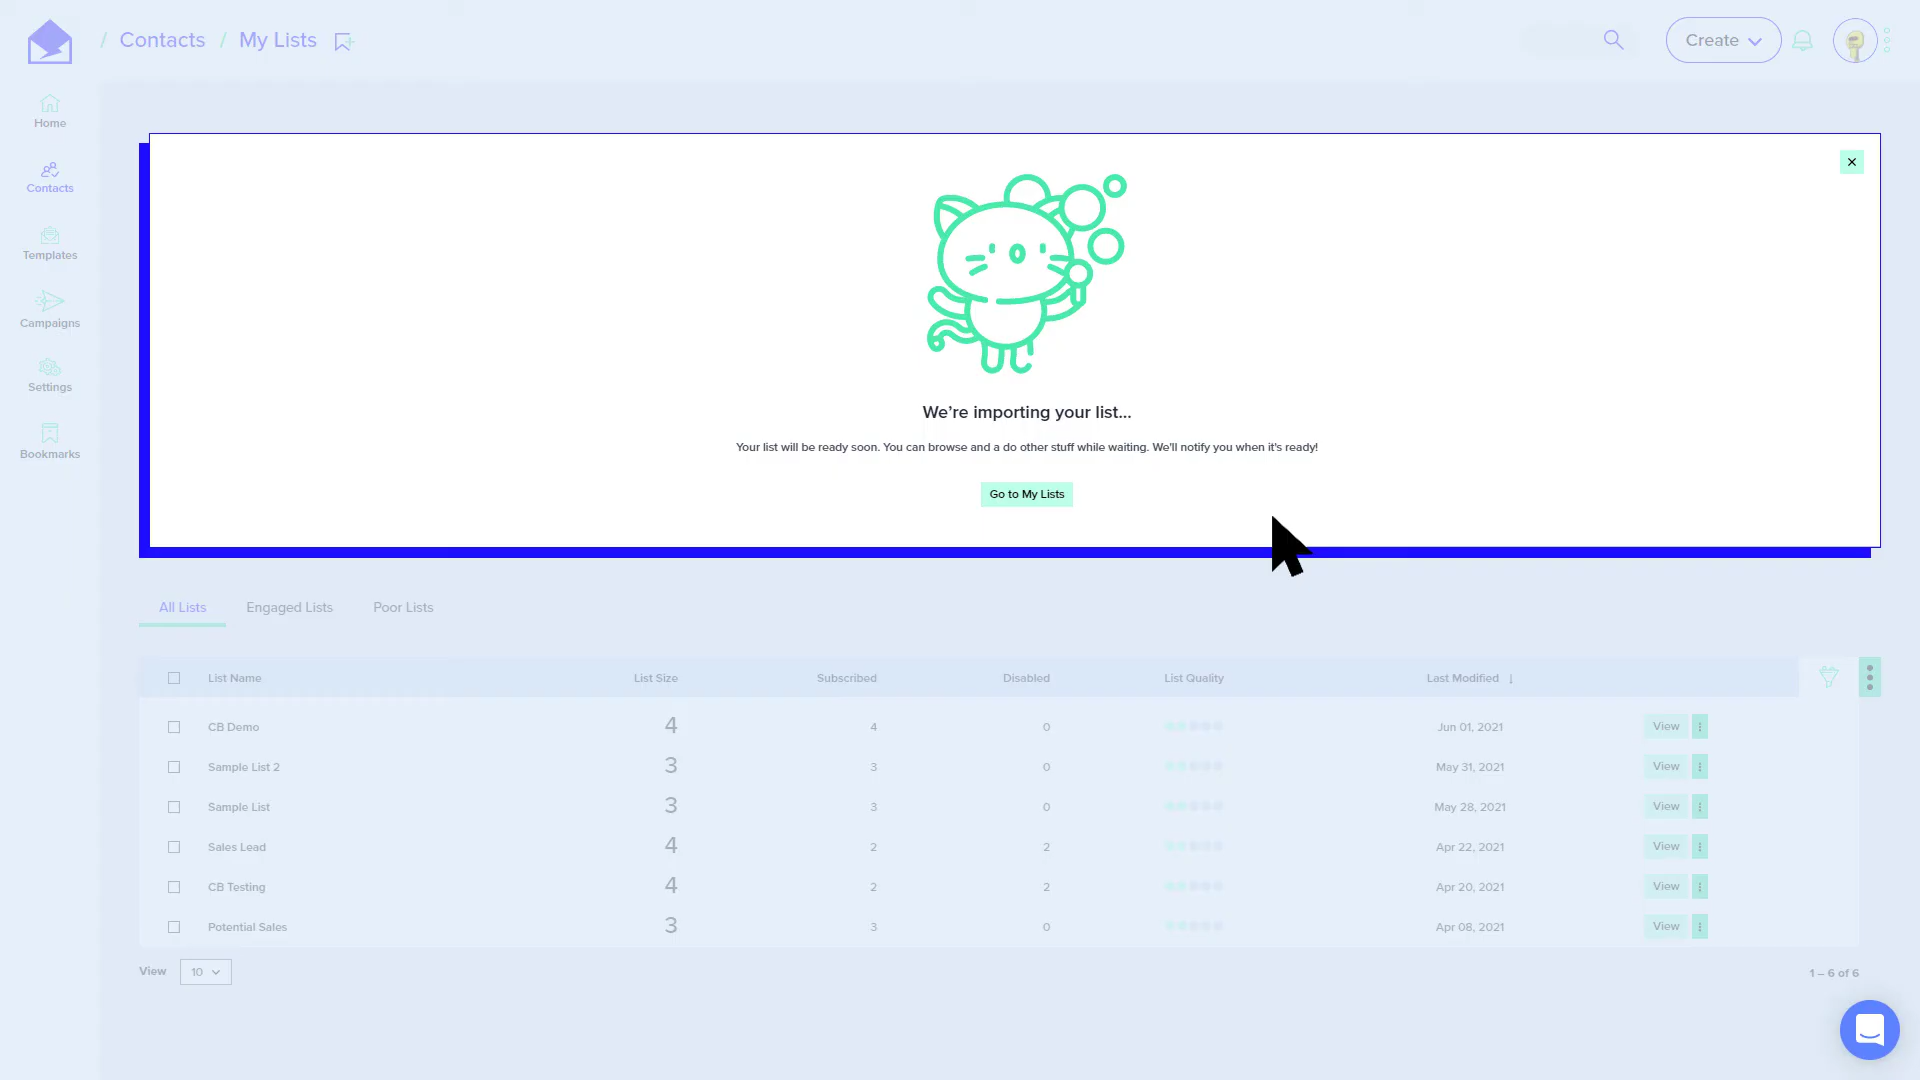 / Contacts / My Lists
Create
Home
Contacts
Templates
Campaigns
Settings
Bookmarks
We're importing your list...
Your list will be ready soon. You can browse and a do other stuff while waiting. We'll notify you when it's ready!
Go to My Lists
All Lists Engaged Lists Poor Lists
List Name List Size Subscribed Disabled List Quality Last Modified ↓
CB Demo 4 4 0 Jun 01, 2021 View
Sample List 2 3 3 0 May 31, 2021 View
Sample List 3 3 0 May 28, 2021 View
Sales Lead 4 2 2 Apr 22, 2021 View
CB Testing 4 2 2 Apr 20, 2021 View
Potential Sales 3 3 0 Apr 08, 2021 View
View 10 1 – 6 of 6